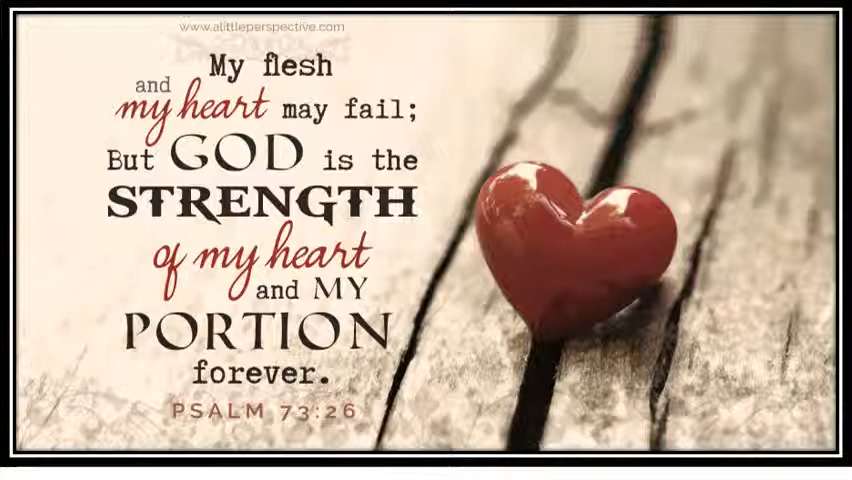 www.alittleperspective.com
My flesh
and
my heart may fail;
But GOD is the
STRENGTH
of my heart
and MY
PORTION
forever.
PSALM 73:26